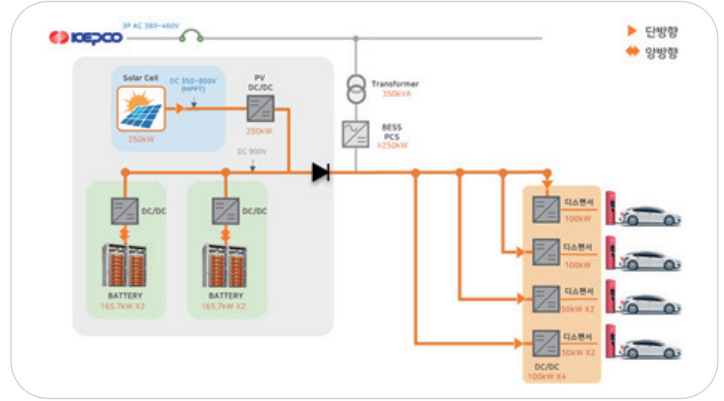 3P AC 380~460V
KEPCO
단방향
양방향
Solar Cell
DC 350~800V
(MPPT)
PV
DC/DC
250kW
250kW
Transformer
350kVA
BESS
PCS
≥250kW
DC 900V
DC/DC
DC/DC
BATTERY
165.7kW X2
BATTERY
165.7kW X2
디스펜서
100kW
디스펜서
100kW
디스펜서
50kW X2
디스펜서
50kW X2
DC/DC
100kW X4